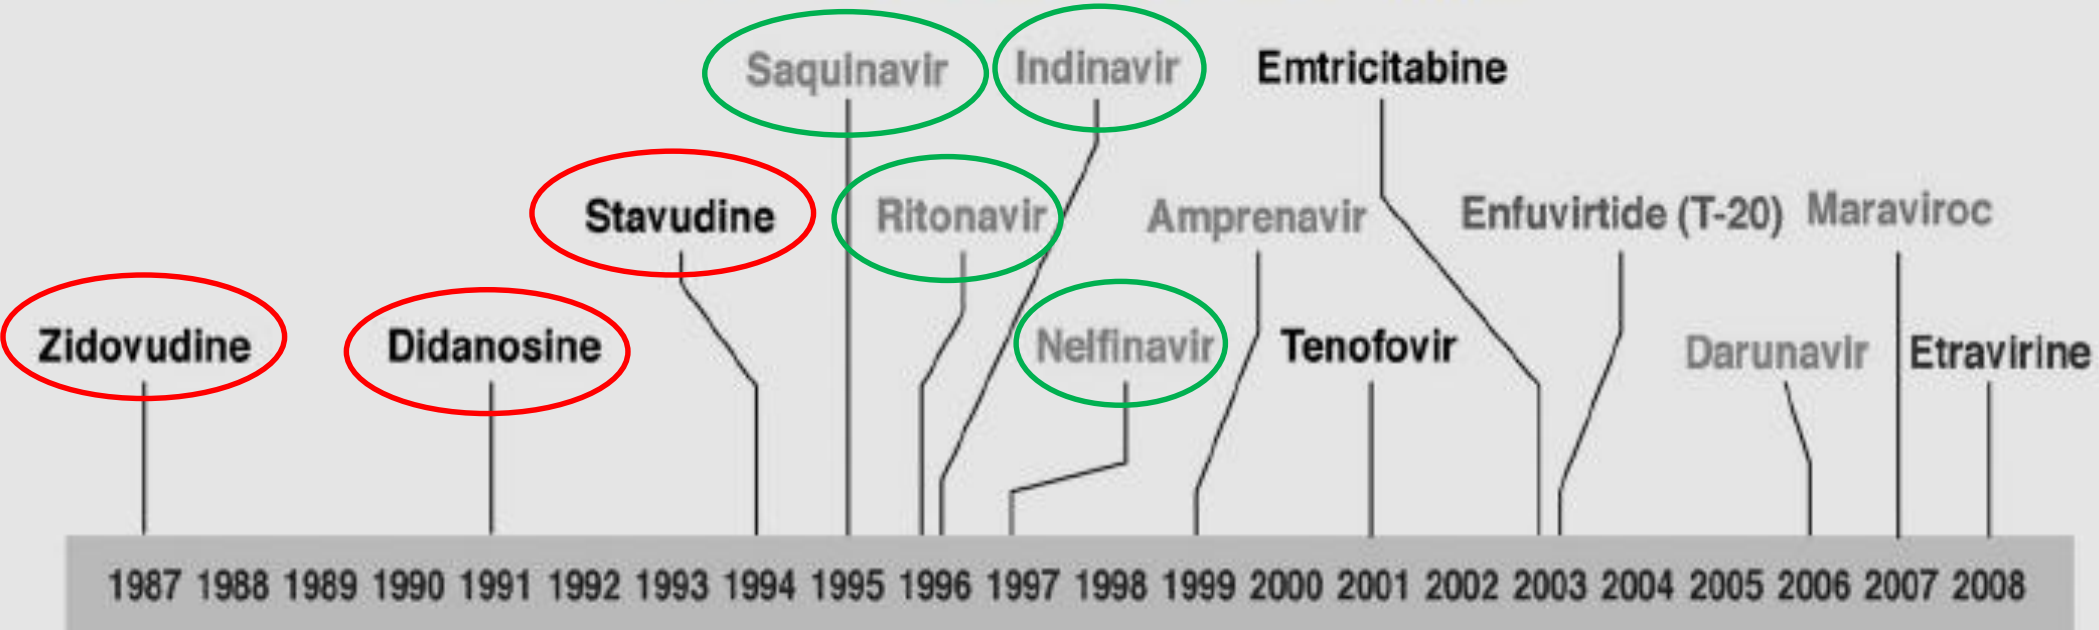 Saquinavir Indinavir Emtricitabine
Stavudine Ritonavir Amprenavir Enfuvirtide (T-20) Maraviroc
Zidovudine Didanosine Nelfinavir Tenofovir Darunavir Etravirine
1987 1988 1989 1990 1991 1992 1993 1994 1995 1996 1997 1998 1999 2000 2001 2002 2003 2004 2005 2006 2007 2008